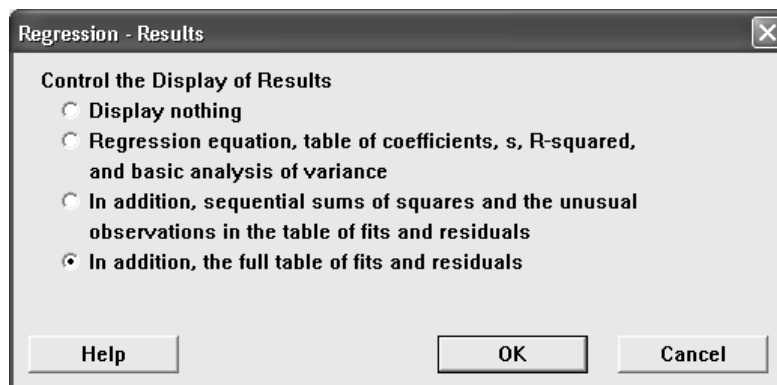 Regression - Results
Control the Display of Results
Display nothing
Regression equation, table of coefficients, s, R-squared,
and basic analysis of variance
In addition, sequential sums of squares and the unusual
observations in the table of fits and residuals
In addition, the full table of fits and residuals
Help
OK
Cancel